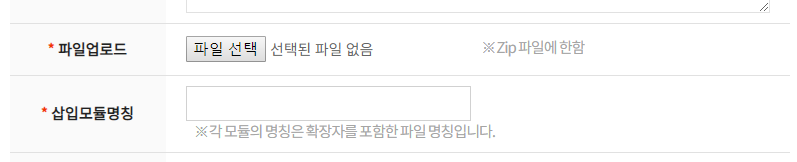 * 파일업로드 파일 선택 선택된 파일 없음 ※Zip 파일에 한함
* 삽입모듈명칭
※각 모듈의 명칭은 확장자를 포함한 파일 명칭입니다.